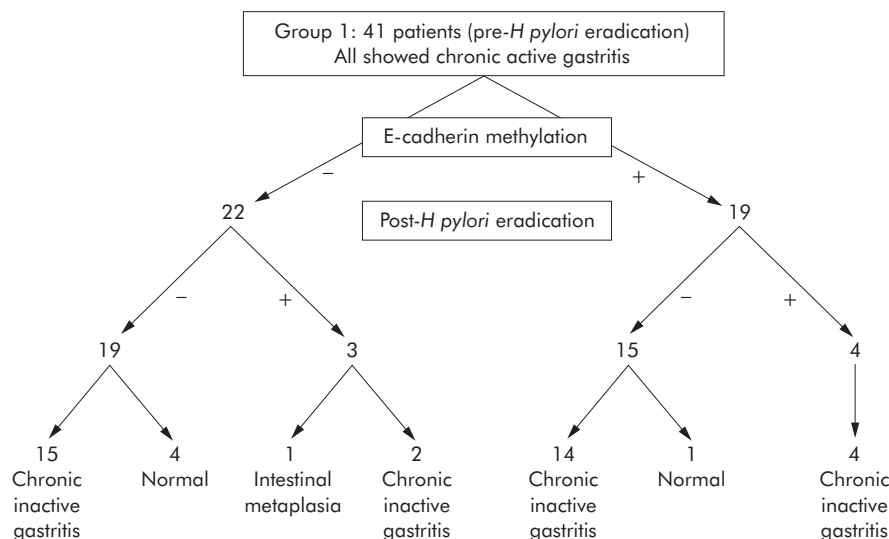 Group 1: 41 patients (pre-H pylori eradication)
All showed chronic active gastritis
E-cadherin methylation
– +
22 Post-H pylori eradication 19
– + – +
19 3 15 4
15 4 1 2 14 1 4
Chronic Normal Intestinal Chronic Chronic Normal Chronic
inactive metaplasia inactive inactive inactive
gastritis gastritis gastritis gastritis